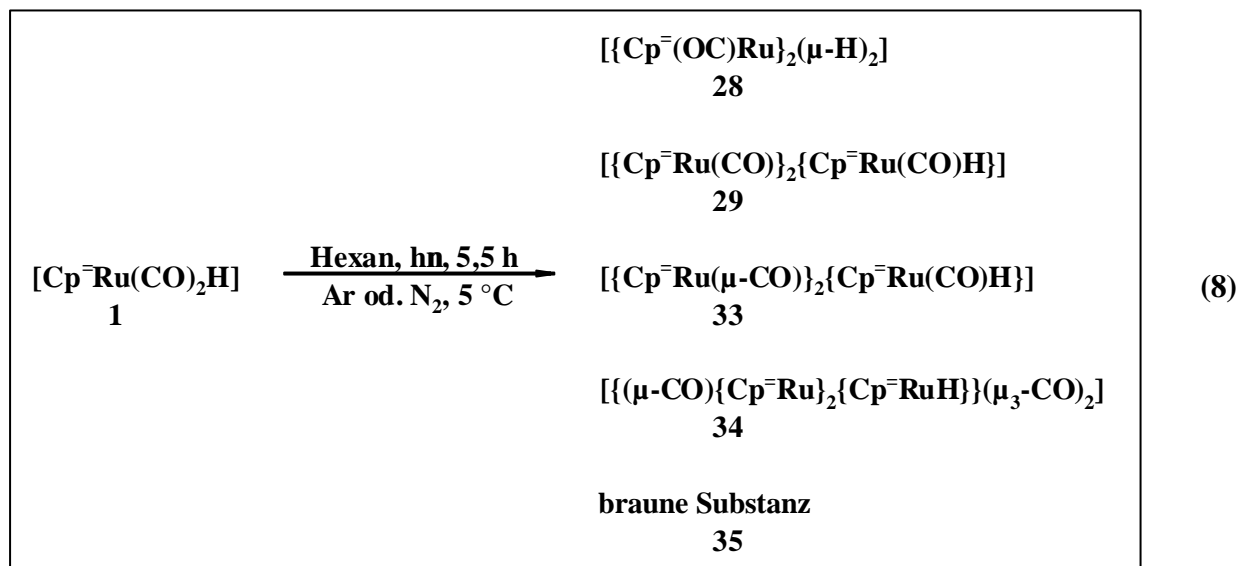 [{Cp⁼(OC)Ru}₂(µ-H)₂]
28
[{Cp⁼Ru(CO)}₂{Cp⁼Ru(CO)H}]
29
[Cp⁼Ru(CO)₂H]
1
Hexan, hn, 5,5 h
Ar od. N₂, 5 °C
[{Cp⁼Ru(µ-CO)}₂{Cp⁼Ru(CO)H}]
33
(8)
[{(µ-CO){Cp⁼Ru}₂{Cp⁼RuH}}(µ₃-CO)₂]
34
braune Substanz
35